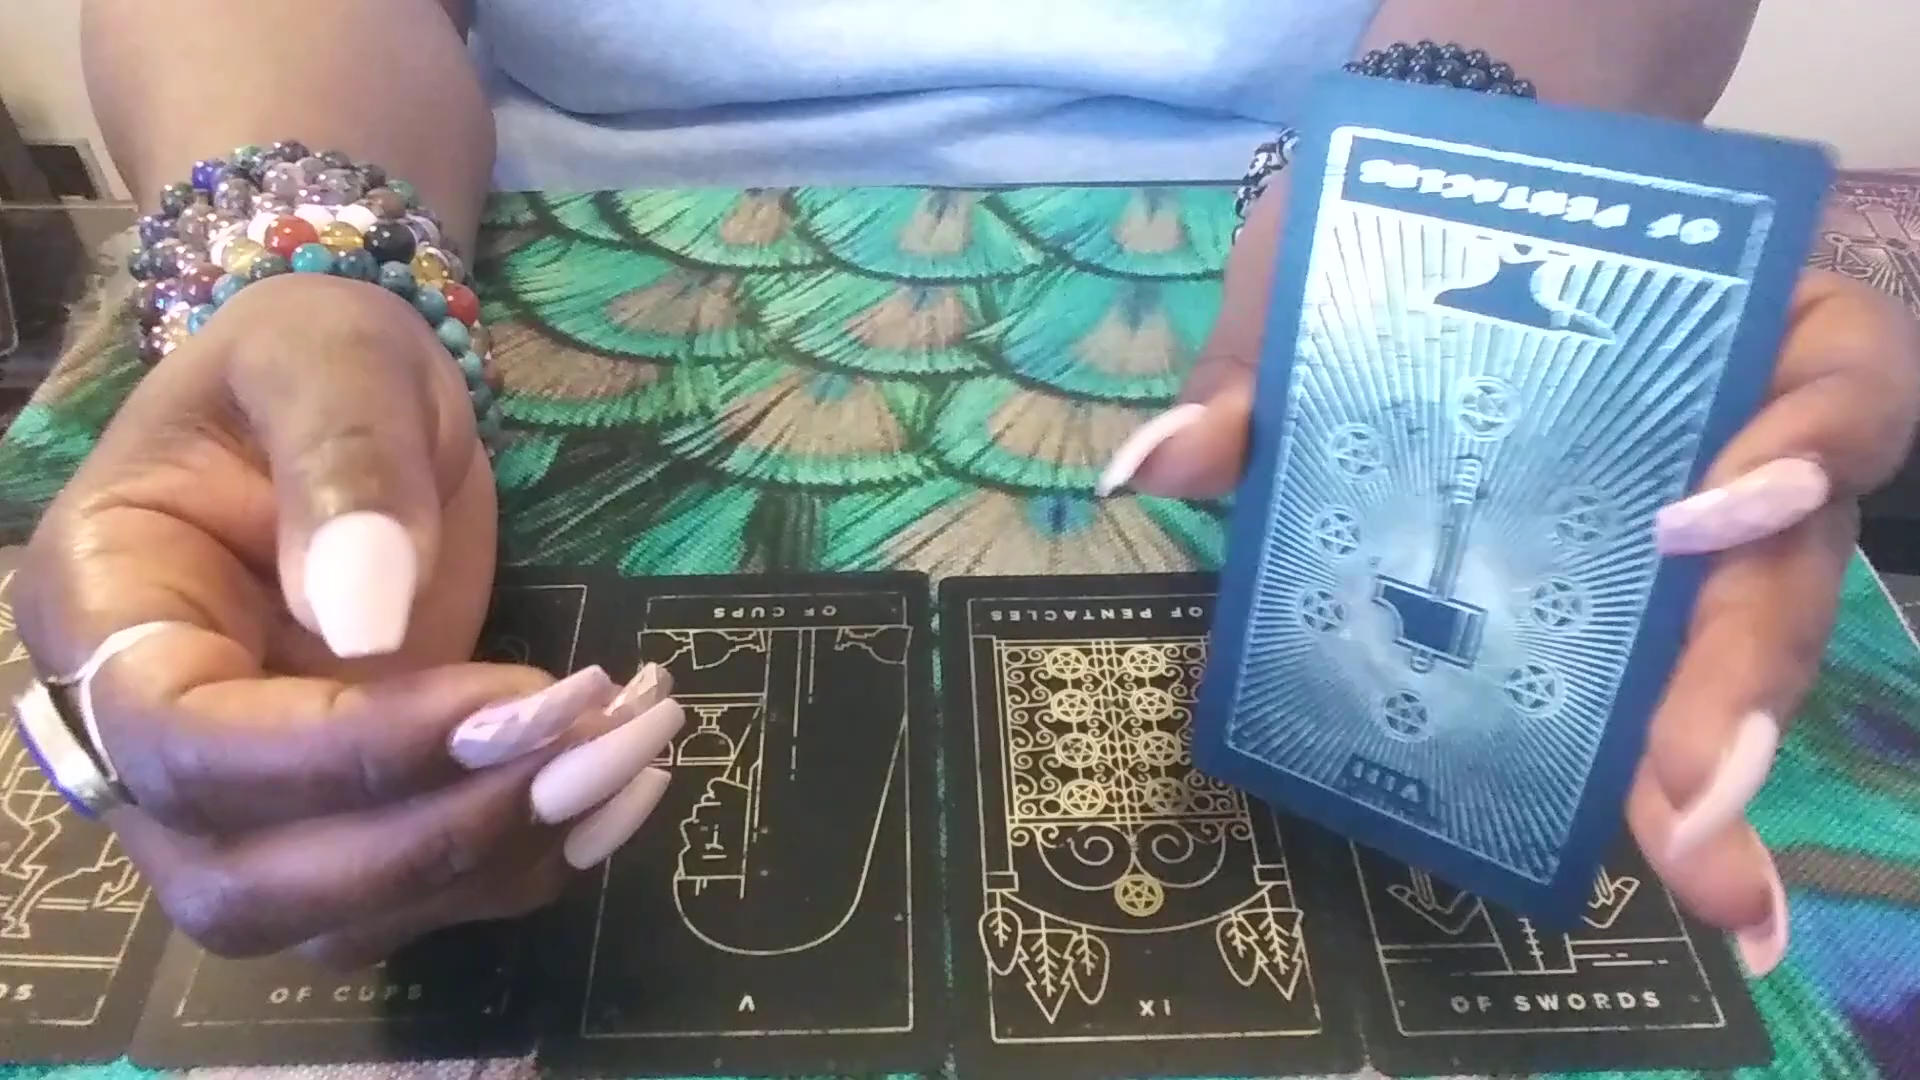 OF PENTACLES
VIII
OF CUPS
V
OF PENTACLES
IX
OF CUPS
OF SWORDS